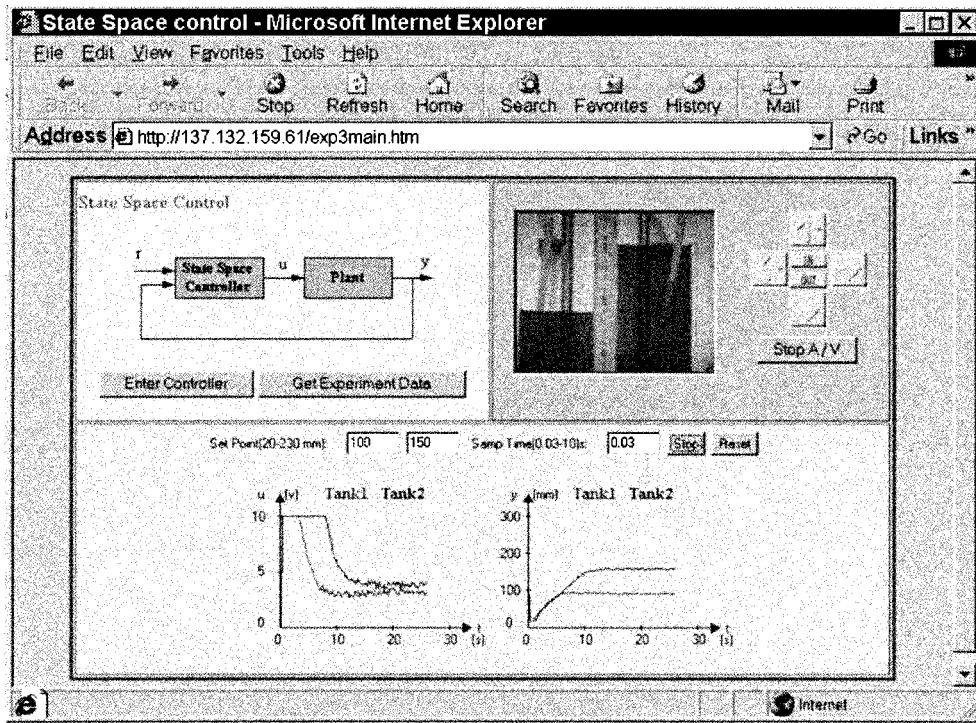 State Space control - Microsoft Internet Explorer
File Edit View Favorites Tools Help
Back Forward Stop Refresh Home Search Favorites History Mail Print
Address http://137.132.159.61/exp3main.htm Go Links »
State Space Control
r
State Space
Controller
u
Plant
y
Enter Controller
Get Experiment Data
Stop A / V
Set Point(20-230 mm): 100 150 Samp Time(0.03-10)s: 0.03 Stop Reset
u [v] Tank1 Tank2
10
5
0
0 10 20 30 t
[s]
y [mm] Tank1 Tank2
300
200
100
0
0 10 20 30 t
[s]
Internet